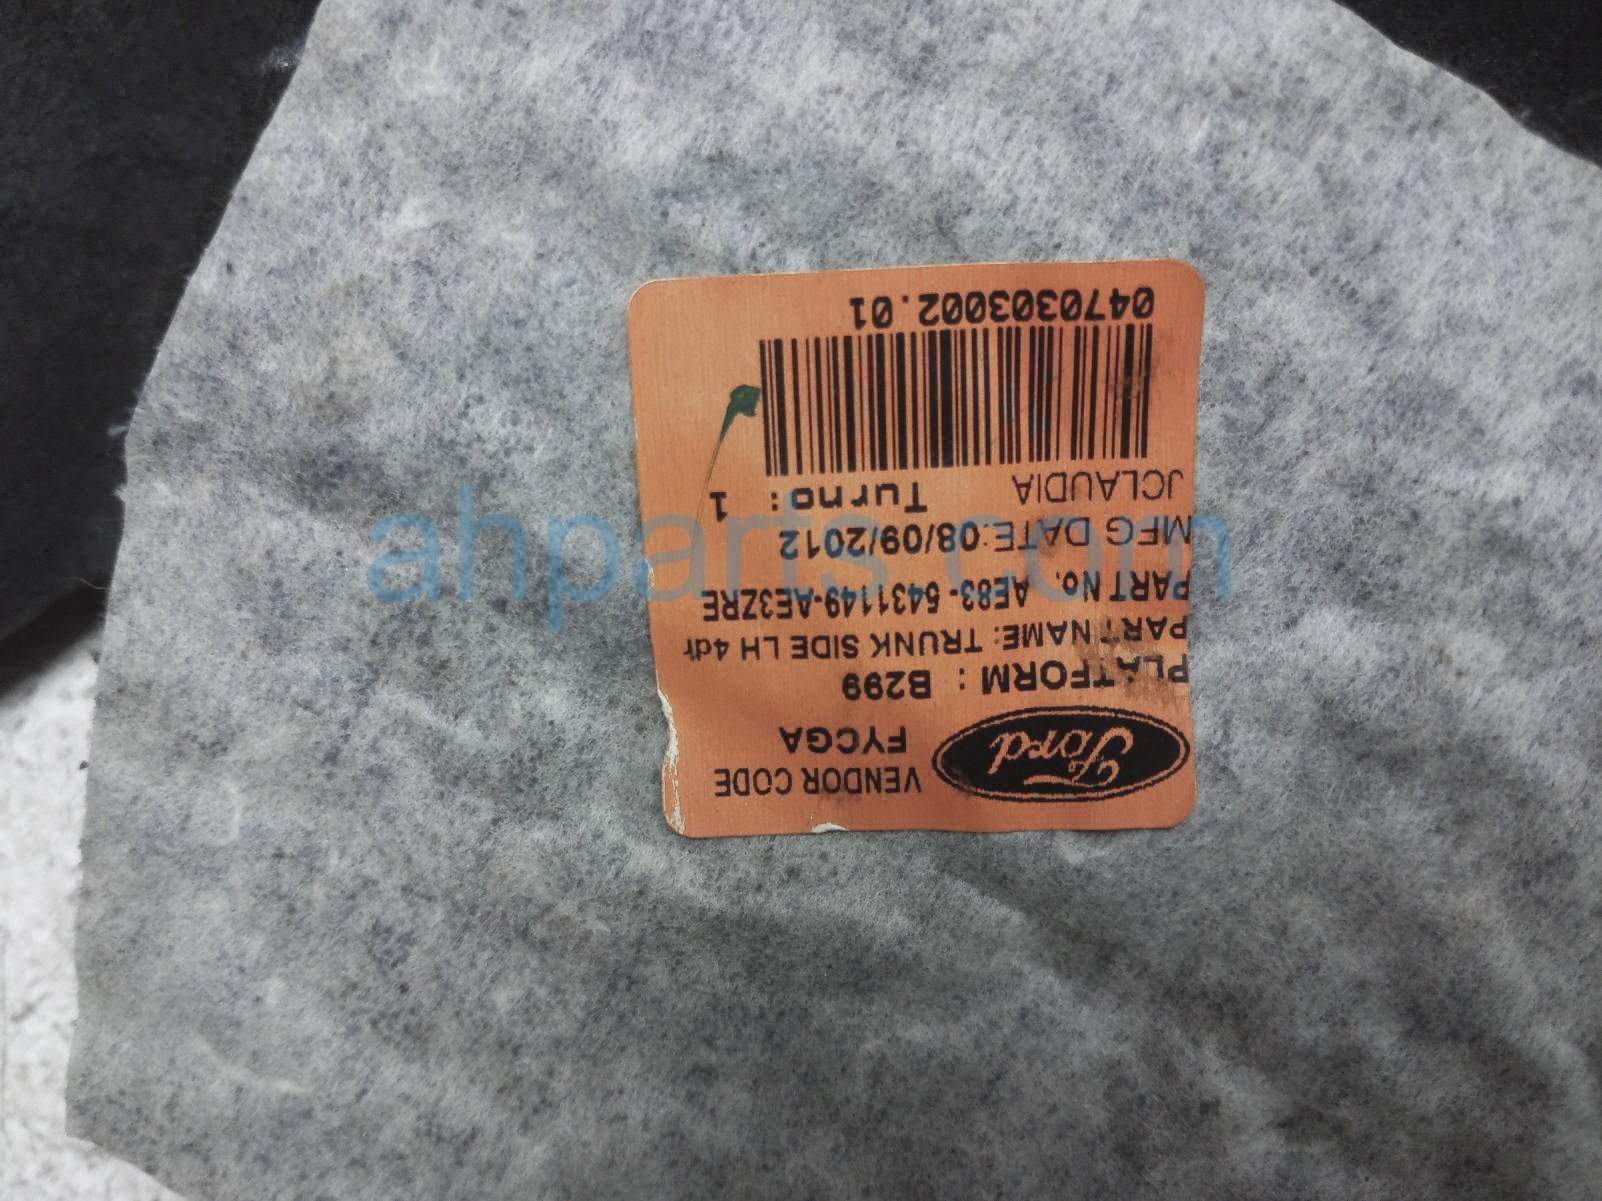 Ford
VENDOR CODE
FYCGA
PLATFORM : B299
PART NAME: TRUNK SIDE LH 4dr
PART No. AE83-5431149-AE3ZRE
MFG DATE:08/09/2012
JCLAUDIA Turno: 1
0470303002.01
ahparts.com